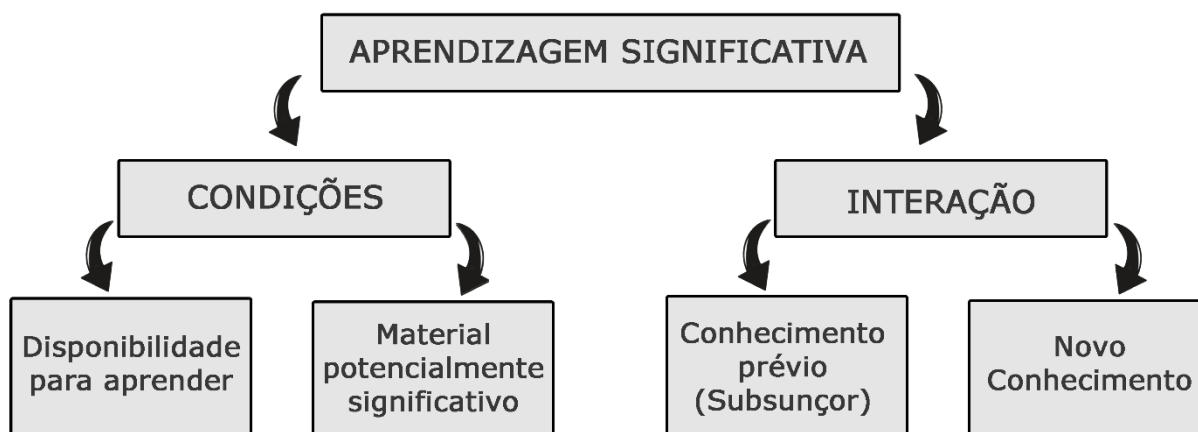 APRENDIZAGEM SIGNIFICATIVA
CONDIÇÕES
INTERAÇÃO
Disponibilidade
para aprender
Material
potencialmente
significativo
Conhecimento
prévio
(Subsunçor)
Novo
Conhecimento